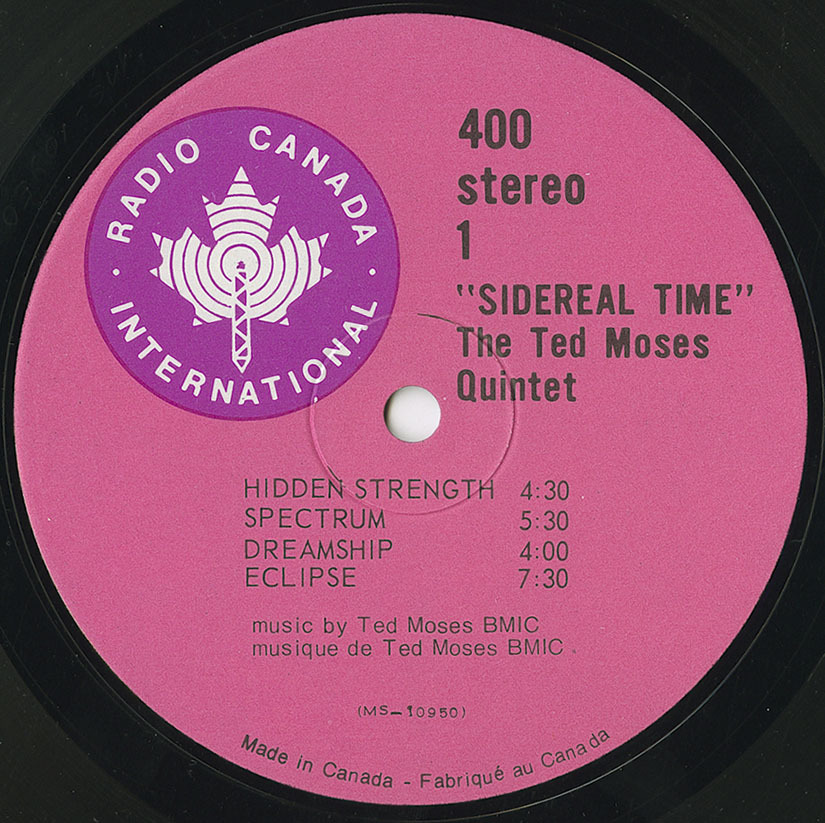 RADIO CANADA
INTERNATIONAL
400
stereo
1
"SIDEREAL TIME"
The Ted Moses
Quintet
HIDDEN STRENGTH 4:30
SPECTRUM 5:30
DREAMSHIP 4:00
ECLIPSE 7:30
music by Ted Moses BMIC
musique de Ted Moses BMIC
(MS-10950)
Made in Canada - Fabriqué au Canada